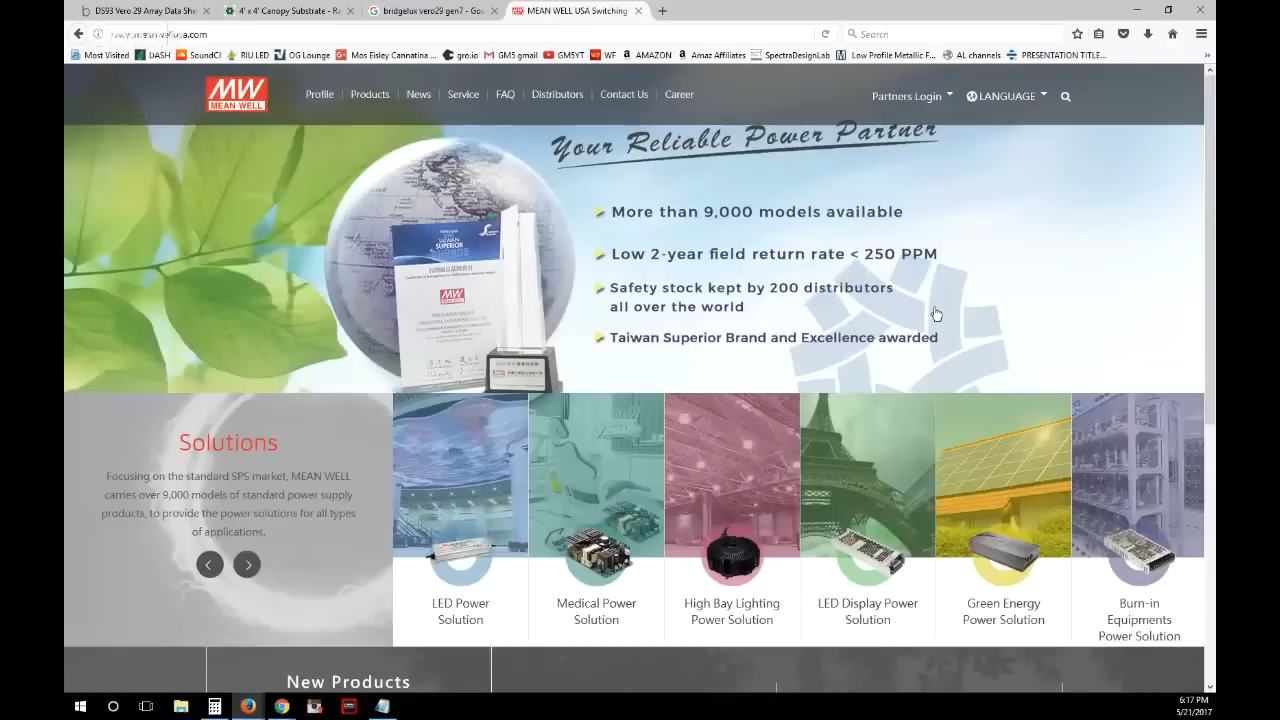 D593 Vero 29 Array Data She
4' x 4' Canopy Substrate - R
bridgelux vero29 gen7 - Goo
MEAN WELL USA Switching
www.meanwellusa.com
Search
Most Visited
DASH
SoundCl
RIU LED
OG Lounge
Mos Eisley Cannatina ...
gro.io
GM5 gmail
GM5YT
WF
AMAZON
Amaz Affiliates
SpectraDesignLab
Low Profile Metallic F...
AL channels
PRESENTATION TITLE...
MW
MEAN WELL
Profile
Products
News
Service
FAQ
Distributors
Contact Us
Career
Partners Login
LANGUAGE
Your Reliable Power Partner
More than 9,000 models available
Low 2-year field return rate < 250 PPM
Safety stock kept by 200 distributors
all over the world
Taiwan Superior Brand and Excellence awarded
TAIWAN
SUPERIOR
BRANDS
Solutions
Focusing on the standard SPS market, MEAN WELL
carries over 9,000 models of standard power supply
products, to provide the power solutions for all types
of applications.
LED Power
Solution
Medical Power
Solution
High Bay Lighting
Power Solution
LED Display Power
Solution
Green Energy
Power Solution
Burn-in
Equipments
Power Solution
New Products
6:17 PM
5/21/2017